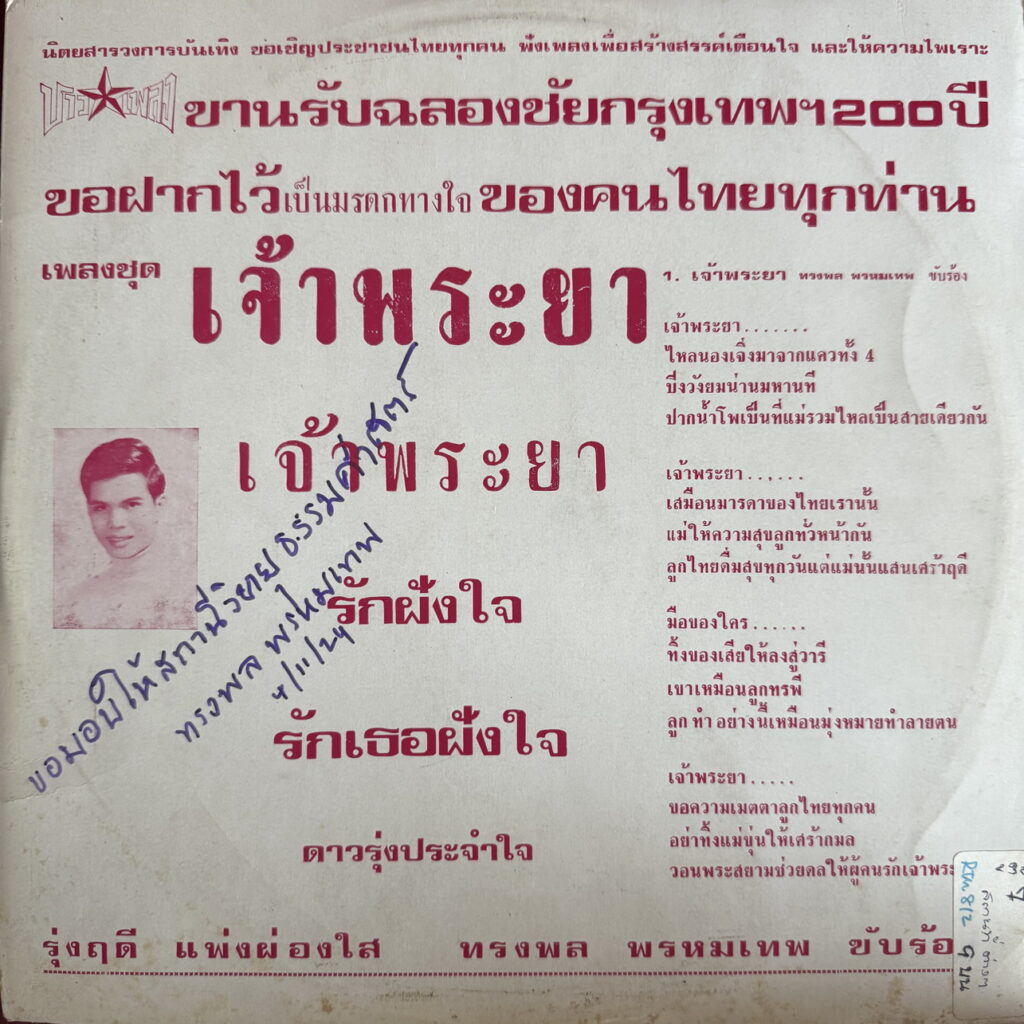 นิตยสารวงการบันเทิง ขอเชิญประชาชนไทยทุกคน ฟังเพลงเพื่อสร้างสรรค์เตือนใจ และให้ความไพเราะ
ขานรับฉลองชัยกรุงเทพฯ200ปี
ขอฝากไว้เป็นมรดกทางใจของคนไทยทุกท่าน
เพลงชุด เจ้าพระยา
เจ้าพระยา
รักฝังใจ
รักเธอฝังใจ
ดาวรุ่งประจำใจ
๑. เจ้าพระยา ทรงพล พรหมเทพ ขับร้อง
เจ้าพระยา.......
ไหลนองเจิ่งมาจากแควทั้ง 4
ปิงวังยมน่านมหานที
ปากน้ำโพเป็นที่แม่รวมไหลเป็นสายเดียวกัน
เจ้าพระยา......
เสมือนมารดาของไทยเรานั้น
แม่ให้ความสุขลูกทั่วหน้ากัน
ลูกไทยดื่มสุขทุกวันแต่แม่นั้นแสนเศร้าฤดี
มือของใคร......
ทิ้งของเสียให้ลงสู่วารี
เขาเหมือนลูกทรพี
ลูก ทำ อย่างนี้เหมือนมุ่งหมายทำลายตน
เจ้าพระยา.....
ขอความเมตตาลูกไทยทุกคน
อย่าทิ้งแม่ขุ่นให้เศร้ากมล
วอนพระสยามช่วยดลให้ผู้คนรักเจ้าพระ
ขอมอบให้สถานีวิทยุ ธ.ธรรมศาสตร์
ทรงพล พรหมเทพ
รุ่งฤดี แพ่งผ่องใส ทรงพล พรหมเทพ ขับร้อ